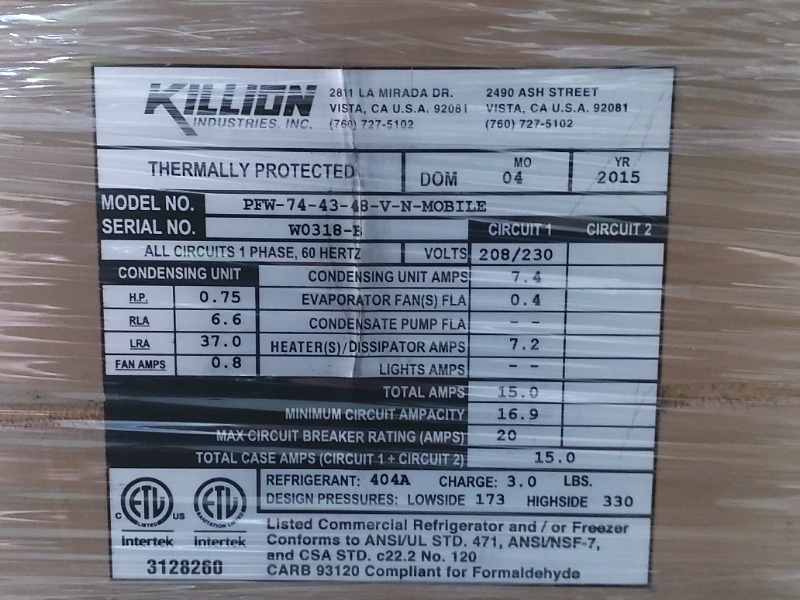 KILLION INDUSTRIES, INC.
2811 LA MIRADA DR. 2490 ASH STREET
VISTA, CA U.S.A. 92081 VISTA, CA U.S.A. 92081
(760) 727-5102 (760) 727-5102
THERMALLY PROTECTED DOM MO 04 YR 2015
MODEL NO. PFW-74-43-48-V-N-MOBILE
SERIAL NO. W0318-B CIRCUIT 1 CIRCUIT 2
ALL CIRCUITS 1 PHASE, 60 HERTZ VOLTS 208/230
CONDENSING UNIT CONDENSING UNIT AMPS 7.4
H.P. 0.75 EVAPORATOR FAN(S) FLA 0.4
RLA 6.6 CONDENSATE PUMP FLA --
LRA 37.0 HEATER(S)/DISSIPATOR AMPS 7.2
FAN AMPS 0.8 LIGHTS AMPS --
TOTAL AMPS 15.0
MINIMUM CIRCUIT AMPACITY 16.9
MAX CIRCUIT BREAKER RATING (AMPS) 20
TOTAL CASE AMPS (CIRCUIT 1 + CIRCUIT 2) 15.0
REFRIGERANT: 404A CHARGE: 3.0 LBS.
DESIGN PRESSURES: LOWSIDE 173 HIGHSIDE 330
C ETL LISTED US ETL SANITATION LISTED
Intertek Intertek
3128260
Listed Commercial Refrigerator and / or Freezer
Conforms to ANSI/UL STD. 471, ANSI/NSF-7,
and CSA STD. c22.2 No. 120
CARB 93120 Compliant for Formaldehyde